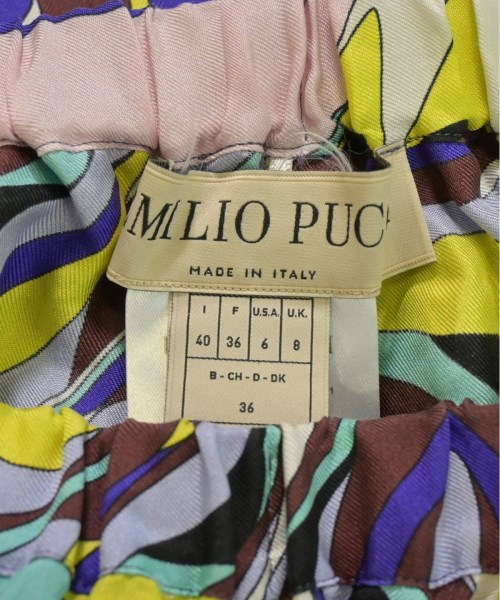 MILIO PUC
MADE IN ITALY
I F U.S.A. U.K.
40 36 6 8
B - CH - D - DK
36